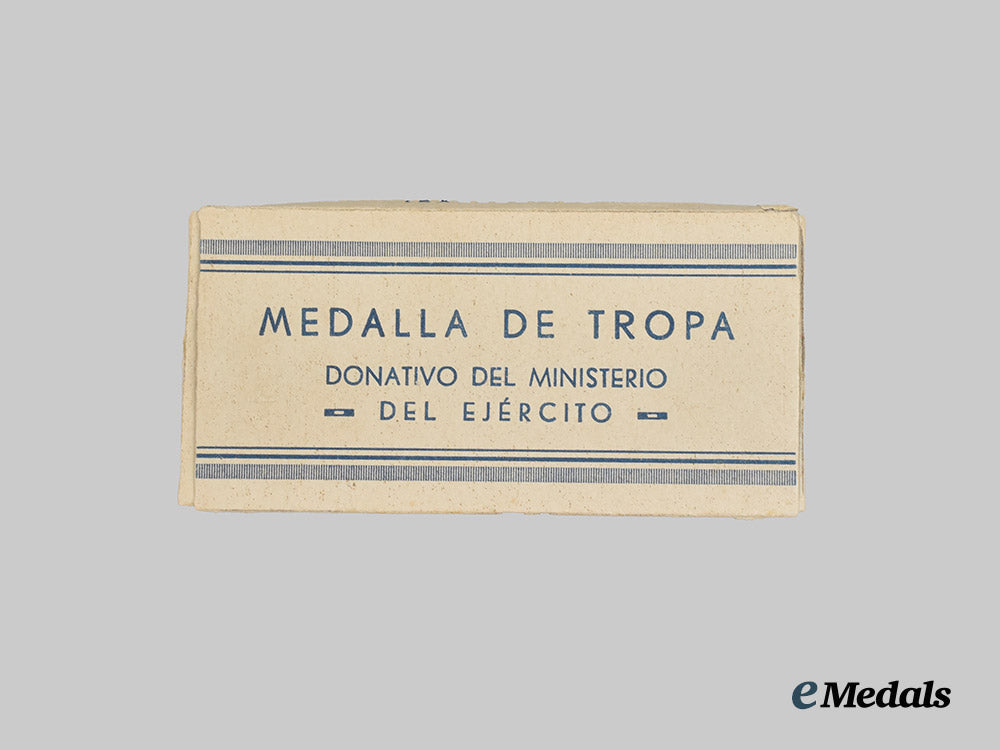 MEDALLA DE TROPA
DONATIVO DEL MINISTERIO
DEL EJÉRCITO
eMedals